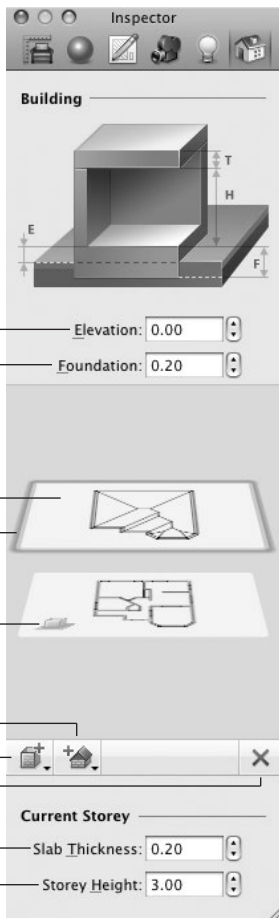 Inspector
Building
T
H
E
F
Elevation: 0.00
Foundation: 0.20
Current Storey
Slab Thickness: 0.20
Storey Height: 3.00